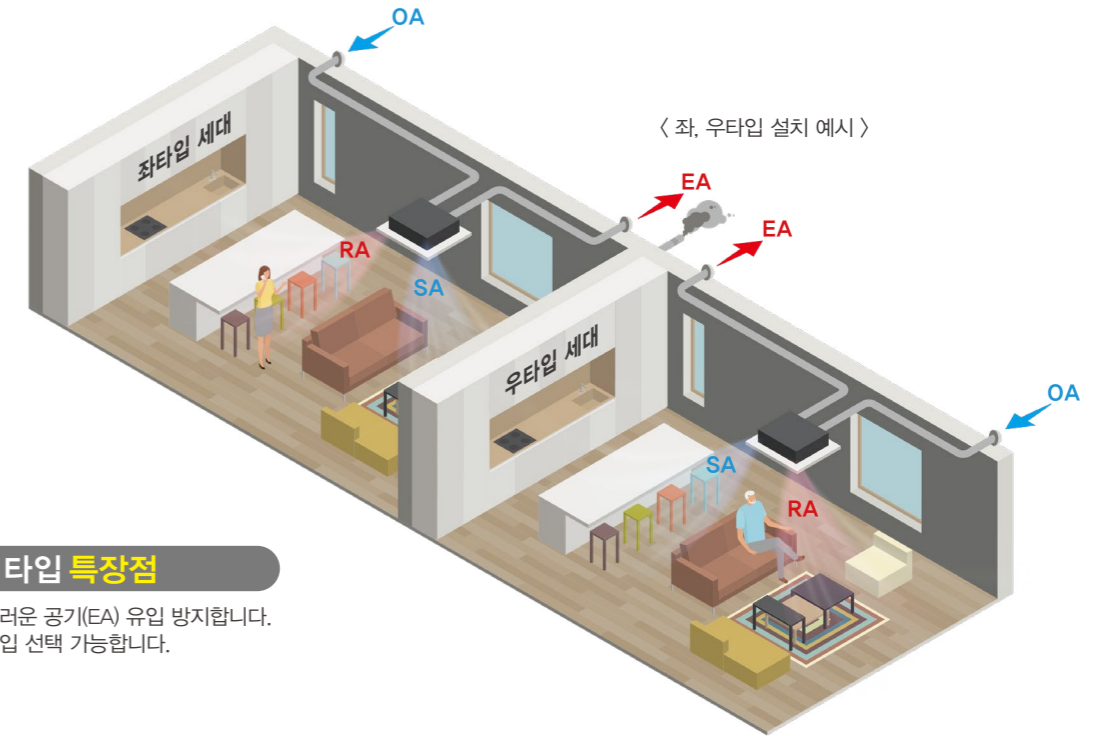 OA
〈 좌, 우타입 설치 예시 〉
좌타입 세대
EA
EA
RA
SA
우타입 세대
OA
SA
RA
타입 특장점
러운 공기(EA) 유입 방지합니다.
입 선택 가능합니다.